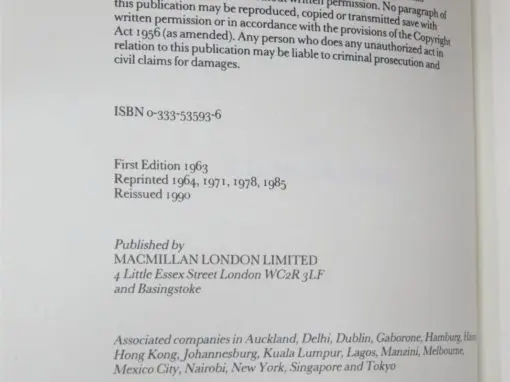 written permission. No paragraph of
this publication may be reproduced, copied or transmitted save with
written permission or in accordance with the provisions of the Copyright
Act 1956 (as amended). Any person who does any unauthorized act in
relation to this publication may be liable to criminal prosecution and
civil claims for damages.
ISBN 0-333-53593-6
First Edition 1963
Reprinted 1964, 1971, 1978, 1985
Reissued 1990
Published by
MACMILLAN LONDON LIMITED
4 Little Essex Street London WC2R 3LF
and Basingstoke
Associated companies in Auckland, Delhi, Dublin, Gaborone, Hamburg,
Hong Kong, Johannesburg, Kuala Lumpur, Lagos, Manzini, Melbourne,
Mexico City, Nairobi, New York, Singapore and Tokyo